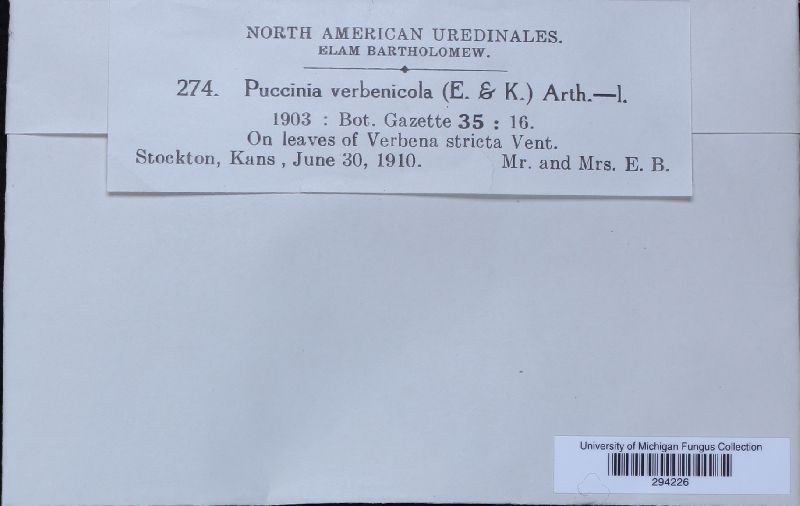 NORTH AMERICAN UREDINALES.
ELAM BARTHOLOMEW.
274. Puccinia verbenicola (E. & K.) Arth.—I.
1903 : Bot. Gazette 35 : 16.
On leaves of Verbena stricta Vent.
Stockton, Kans , June 30, 1910. Mr. and Mrs. E. B.
University of Michigan Fungus Collection
294226